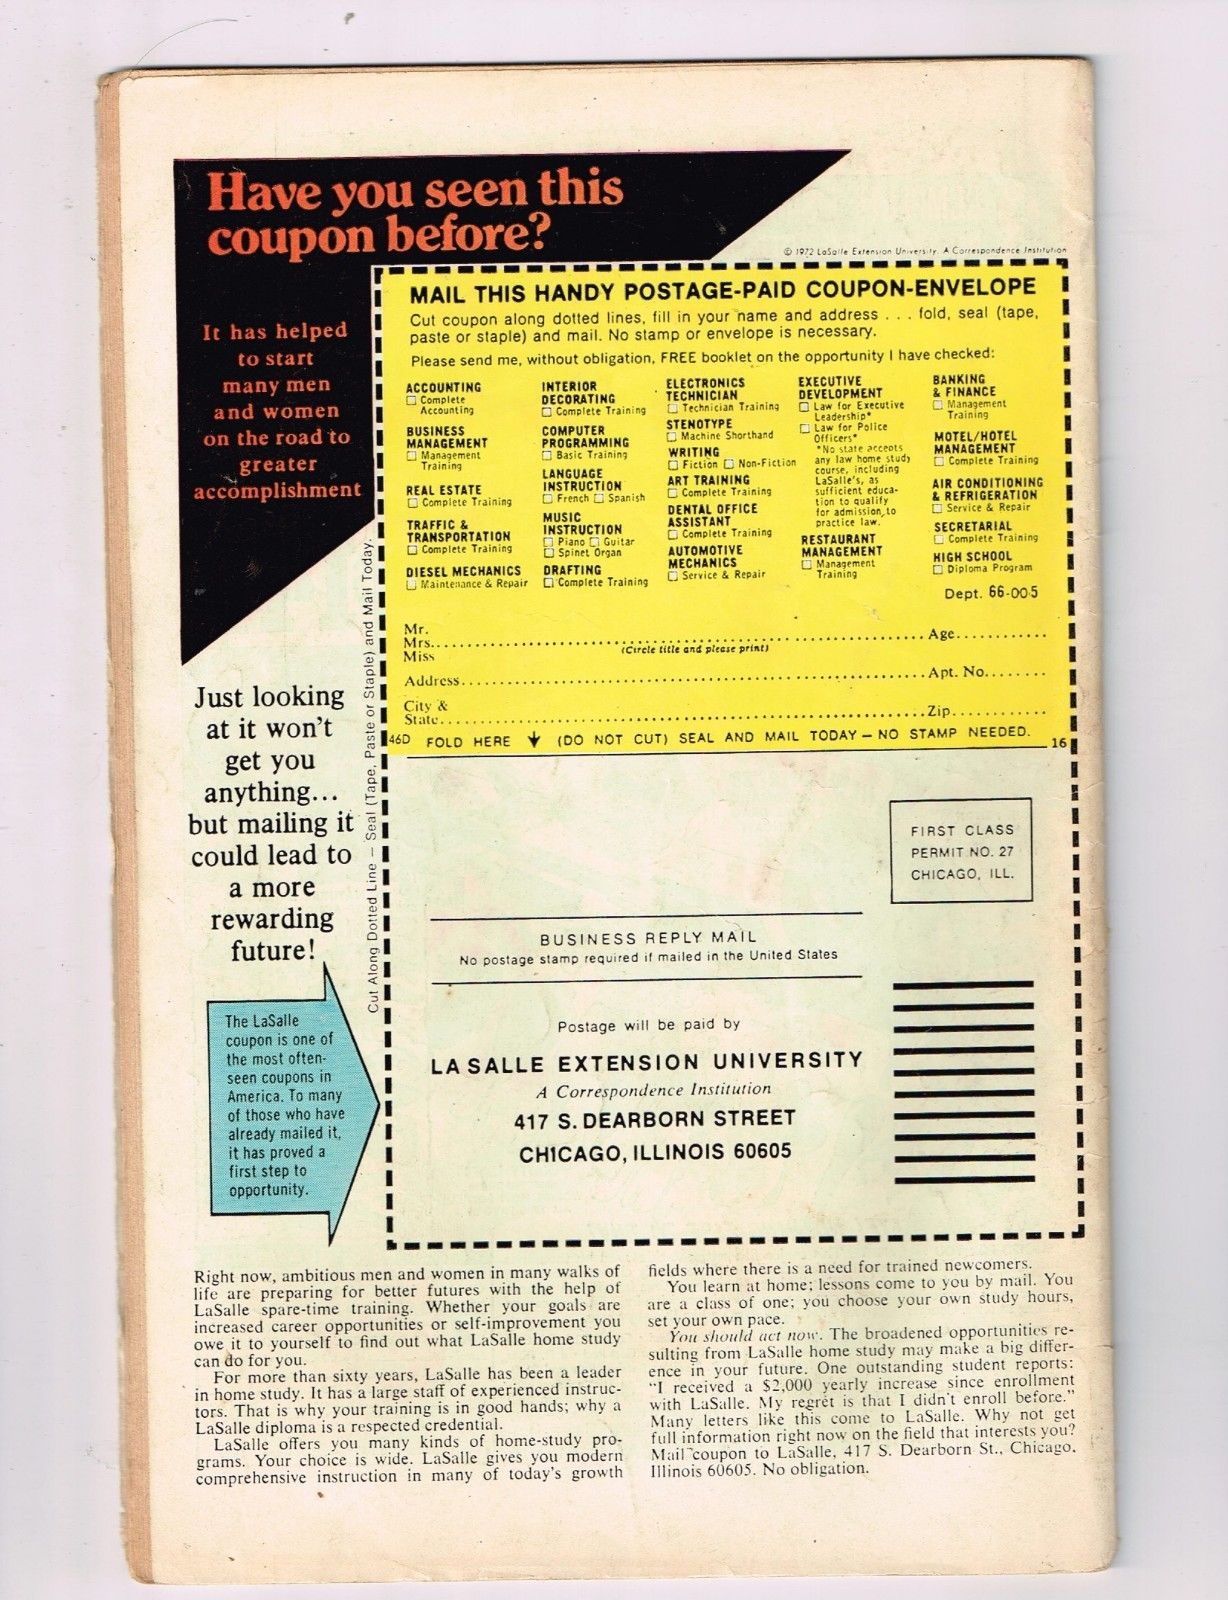 Have you seen this
coupon before?
It has helped
to start
many men
and women
on the road to
greater
accomplishment
© 1972 LaSalle Extension University. A Correspondence Institution
MAIL THIS HANDY POSTAGE-PAID COUPON-ENVELOPE
Cut coupon along dotted lines, fill in your name and address . . . fold, seal (tape,
paste or staple) and mail. No stamp or envelope is necessary.
Please send me, without obligation, FREE booklet on the opportunity I have checked:
ACCOUNTING
☐ Complete
Accounting
BUSINESS
MANAGEMENT
☐ Management
Training
REAL ESTATE
☐ Complete Training
TRAFFIC &
TRANSPORTATION
☐ Complete Training
DIESEL MECHANICS
☐ Maintenance & Repair
INTERIOR
DECORATING
☐ Complete Training
COMPUTER
PROGRAMMING
☐ Basic Training
LANGUAGE
INSTRUCTION
☐ French ☐ Spanish
MUSIC
INSTRUCTION
☐ Piano ☐ Guitar
☐ Spinet Organ
DRAFTING
☐ Complete Training
ELECTRONICS
TECHNICIAN
☐ Technician Training
STENOTYPE
☐ Machine Shorthand
WRITING
☐ Fiction ☐ Non-Fiction
ART TRAINING
☐ Complete Training
DENTAL OFFICE
ASSISTANT
☐ Complete Training
AUTOMOTIVE
MECHANICS
☐ Service & Repair
EXECUTIVE
DEVELOPMENT
☐ Law for Executive
Leadership*
☐ Law for Police
Officers*
*No state accepts
any law home study
course, including
LaSalle's, as
sufficient educa-
tion to qualify
for admission to
practice law.
RESTAURANT
MANAGEMENT
☐ Management
Training
BANKING
& FINANCE
☐ Management
Training
MOTEL/HOTEL
MANAGEMENT
☐ Complete Training
AIR CONDITIONING
& REFRIGERATION
☐ Service & Repair
SECRETARIAL
☐ Complete Training
HIGH SCHOOL
☐ Diploma Program
Dept. 66-005
Mr.
Mrs. Age
Miss (Circle title and please print)
Address Apt. No.
City &
State Zip
46D FOLD HERE ↓ (DO NOT CUT) SEAL AND MAIL TODAY — NO STAMP NEEDED. 16
Cut Along Dotted Line — Seal (Tape, Paste or Staple) and Mail Today.
Just looking
at it won't
get you
anything...
but mailing it
could lead to
a more
rewarding
future!
FIRST CLASS
PERMIT NO. 27
CHICAGO, ILL.
BUSINESS REPLY MAIL
No postage stamp required if mailed in the United States
Postage will be paid by
LA SALLE EXTENSION UNIVERSITY
A Correspondence Institution
417 S. DEARBORN STREET
CHICAGO, ILLINOIS 60605
The LaSalle
coupon is one of
the most often-
seen coupons in
America. To many
of those who have
already mailed it,
it has proved a
first step to
opportunity.
Right now, ambitious men and women in many walks of
life are preparing for better futures with the help of
LaSalle spare-time training. Whether your goals are
increased career opportunities or self-improvement you
owe it to yourself to find out what LaSalle home study
can do for you.
For more than sixty years, LaSalle has been a leader
in home study. It has a large staff of experienced instruc-
tors. That is why your training is in good hands; why a
LaSalle diploma is a respected credential.
LaSalle offers you many kinds of home-study pro-
grams. Your choice is wide. LaSalle gives you modern
comprehensive instruction in many of today's growth
fields where there is a need for trained newcomers.
You learn at home; lessons come to you by mail. You
are a class of one; you choose your own study hours,
set your own pace.
You should act now. The broadened opportunities re-
sulting from LaSalle home study may make a big differ-
ence in your future. One outstanding student reports:
"I received a $2,000 yearly increase since enrollment
with LaSalle. My regret is that I didn't enroll before."
Many letters like this come to LaSalle. Why not get
full information right now on the field that interests you?
Mail coupon to LaSalle, 417 S. Dearborn St., Chicago,
Illinois 60605. No obligation.